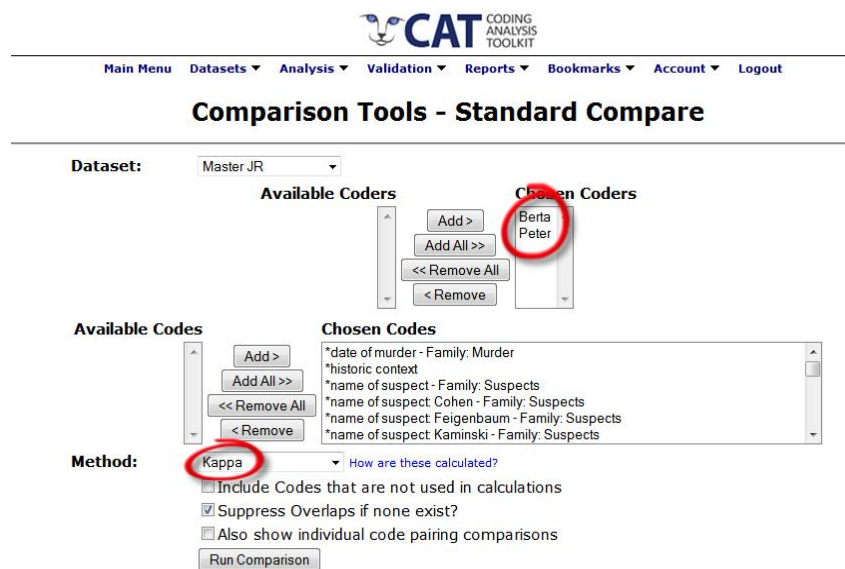 CAT CODING ANALYSIS TOOLKIT
Main Menu Datasets ▼ Analysis ▼ Validation ▼ Reports ▼ Bookmarks ▼ Account ▼ Logout
Comparison Tools - Standard Compare
Dataset: Master JR
Available Coders Chosen Coders
Add >
Add All >>
<< Remove All
< Remove
Berta
Peter
Available Codes Chosen Codes
Add >
Add All >>
<< Remove All
< Remove
*date of murder - Family: Murder
*historic context
*name of suspect - Family: Suspects
*name of suspect: Cohen - Family: Suspects
*name of suspect: Feigenbaum - Family: Suspects
*name of suspect: Kaminski - Family: Suspects
Method: Kappa How are these calculated?
Include Codes that are not used in calculations
Suppress Overlaps if none exist?
Also show individual code pairing comparisons
Run Comparison